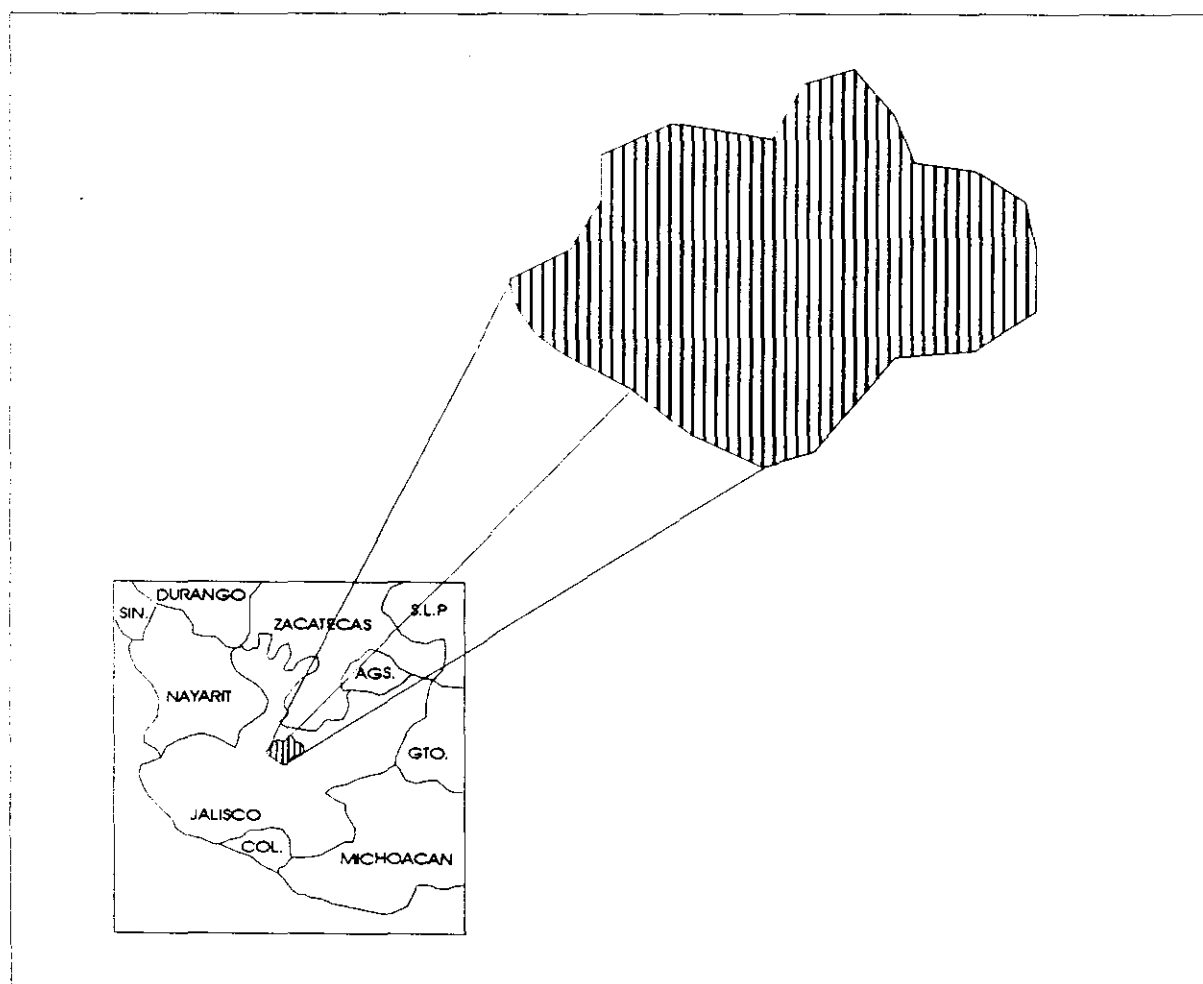 DURANGO
SIN.
S.L.P
ZACATECAS
AGS.
NAYARIT
GTO.
JALISCO
COL.
MICHOACAN